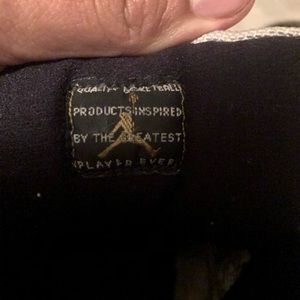 QUALITY BASKETBALL
PRODUCTS INSPIRED
BY THE GREATEST
PLAYER EVER